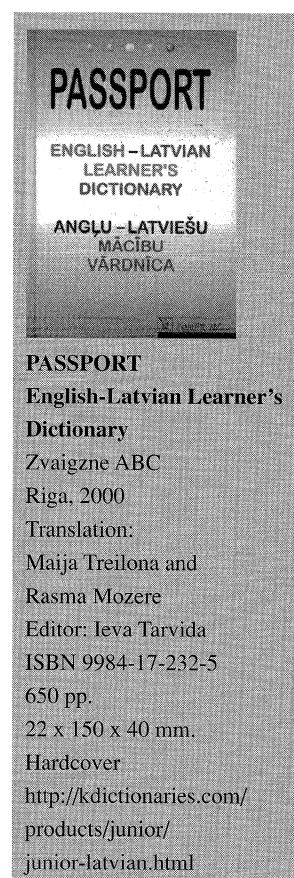 PASSPORT
ENGLISH – LATVIAN
LEARNER'S
DICTIONARY
ANGĻU – LATVIEŠU
MĀCĪBU
VĀRDNĪCA
PASSPORT
English-Latvian Learner's
Dictionary
Zvaigzne ABC
Riga, 2000
Translation:
Maija Treilona and
Rasma Mozere
Editor: Ieva Tarvida
ISBN 9984-17-232-5
650 pp.
22 x 150 x 40 mm.
Hardcover
http://kdictionaries.com/
products/junior/
junior-latvian.html